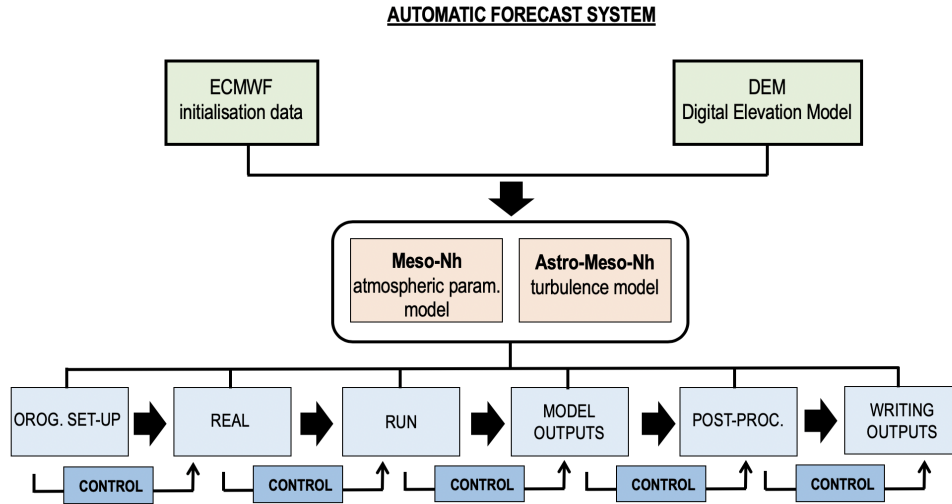 AUTOMATIC FORECAST SYSTEM
ECMWF
initialisation data
DEM
Digital Elevation Model
Meso-Nh
atmospheric param.
model
Astro-Meso-Nh
turbulence model
OROG. SET-UP
REAL
RUN
MODEL
OUTPUTS
POST-PROC.
WRITING
OUTPUTS
CONTROL
CONTROL
CONTROL
CONTROL
CONTROL